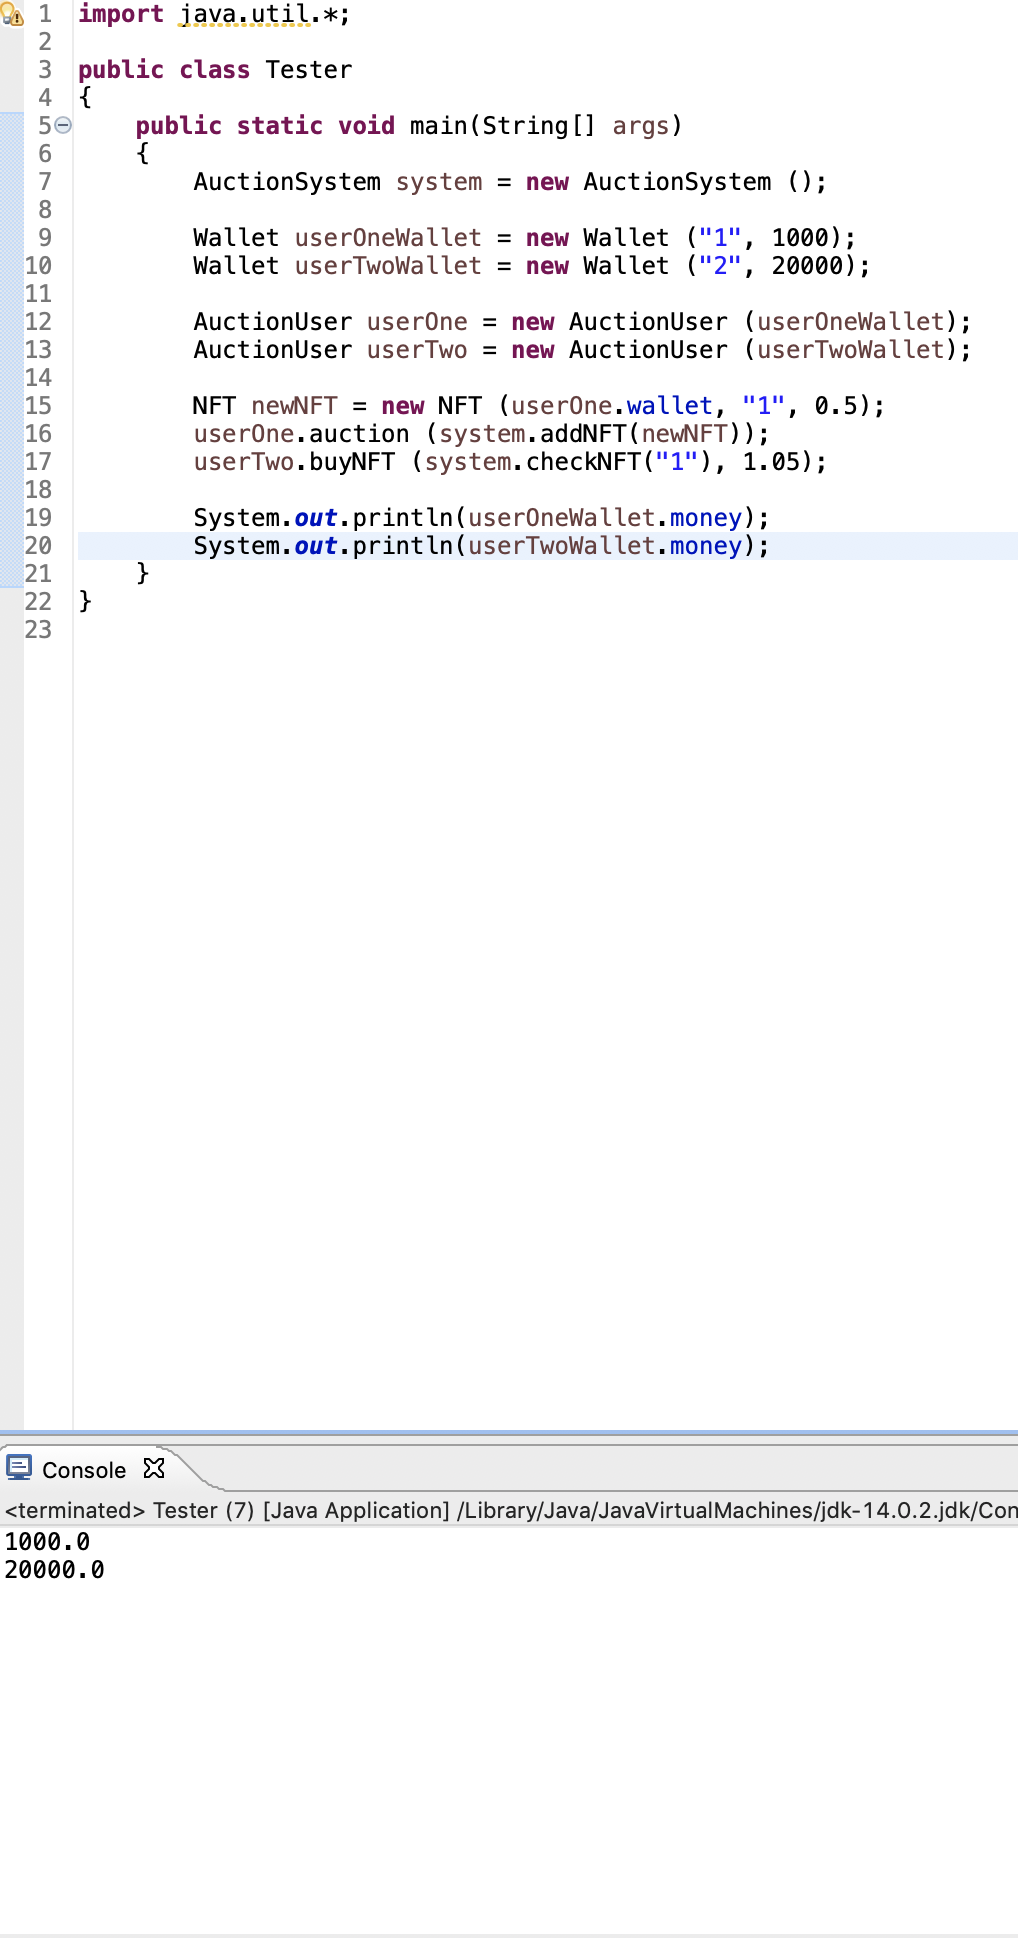 1 import java.util.*;
2
3 public class Tester
4 {
5 public static void main(String[] args)
6 {
7 AuctionSystem system = new AuctionSystem ();
8
9 Wallet userOneWallet = new Wallet ("1", 1000);
10 Wallet userTwoWallet = new Wallet ("2", 20000);
11
12 AuctionUser userOne = new AuctionUser (userOneWallet);
13 AuctionUser userTwo = new AuctionUser (userTwoWallet);
14
15 NFT newNFT = new NFT (userOne.wallet, "1", 0.5);
16 userOne.auction (system.addNFT(newNFT));
17 userTwo.buyNFT (system.checkNFT("1"), 1.05);
18
19 System.out.println(userOneWallet.money);
20 System.out.println(userTwoWallet.money);
21 }
22 }
23
Console
<terminated> Tester (7) [Java Application] /Library/Java/JavaVirtualMachines/jdk-14.0.2.jdk/Con
1000.0
20000.0